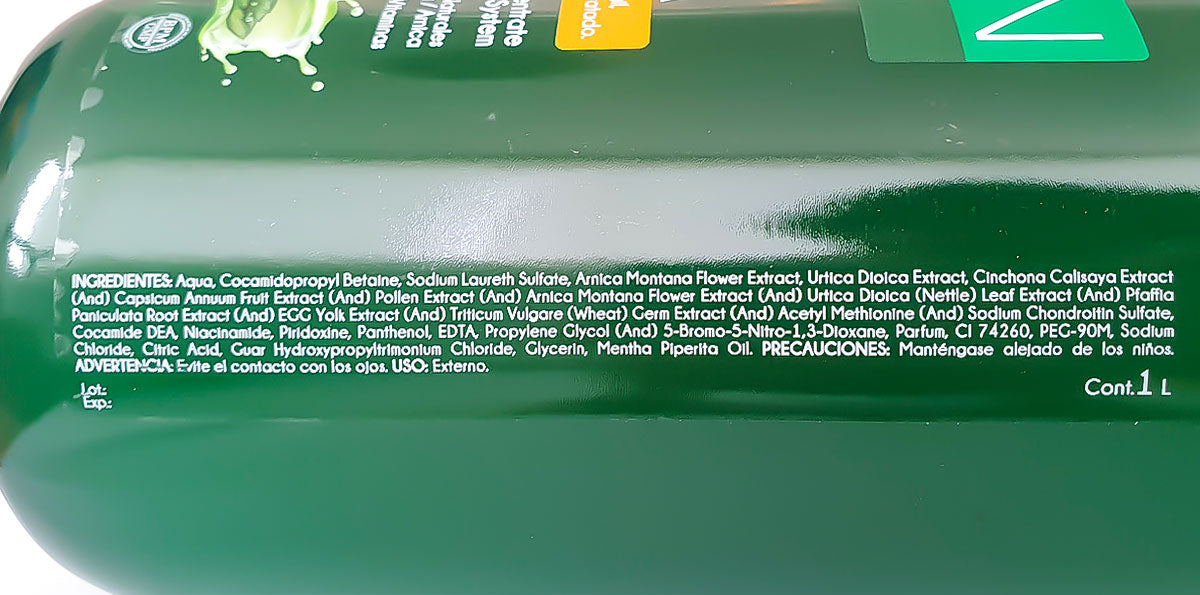 entrate
System
Naturales
/ Arnica
Vitaminas
INGREDIENTES: Aqua, Cocamidopropyl Betaine, Sodium Laureth Sulfate, Arnica Montana Flower Extract, Urtica Dioica Extract, Cinchona Calisaya Extract
(And) Capsicum Annuum Fruit Extract (And) Pollen Extract (And) Arnica Montana Flower Extract (And) Urtica Dioica (Nettle) Leaf Extract (And) Pfaffia
Paniculata Root Extract (And) EGG Yolk Extract (And) Triticum Vulgare (Wheat) Germ Extract (And) Acetyl Methionine (And) Sodium Chondroitin Sulfate,
Cocamide DEA, Niacinamide, Piridoxine, Panthenol, EDTA, Propylene Glycol (And) 5-Bromo-5-Nitro-1,3-Dioxane, Parfum, CI 74260, PEG-90M, Sodium
Chloride, Citric Acid, Guar Hydroxypropyltrimonium Chloride, Glycerin, Mentha Piperita Oil. PRECAUCIONES: Manténgase alejado de los niños.
ADVERTENCIA: Evite el contacto con los ojos. USO: Externo.
Lot:
Exp.:
Cont. 1 L